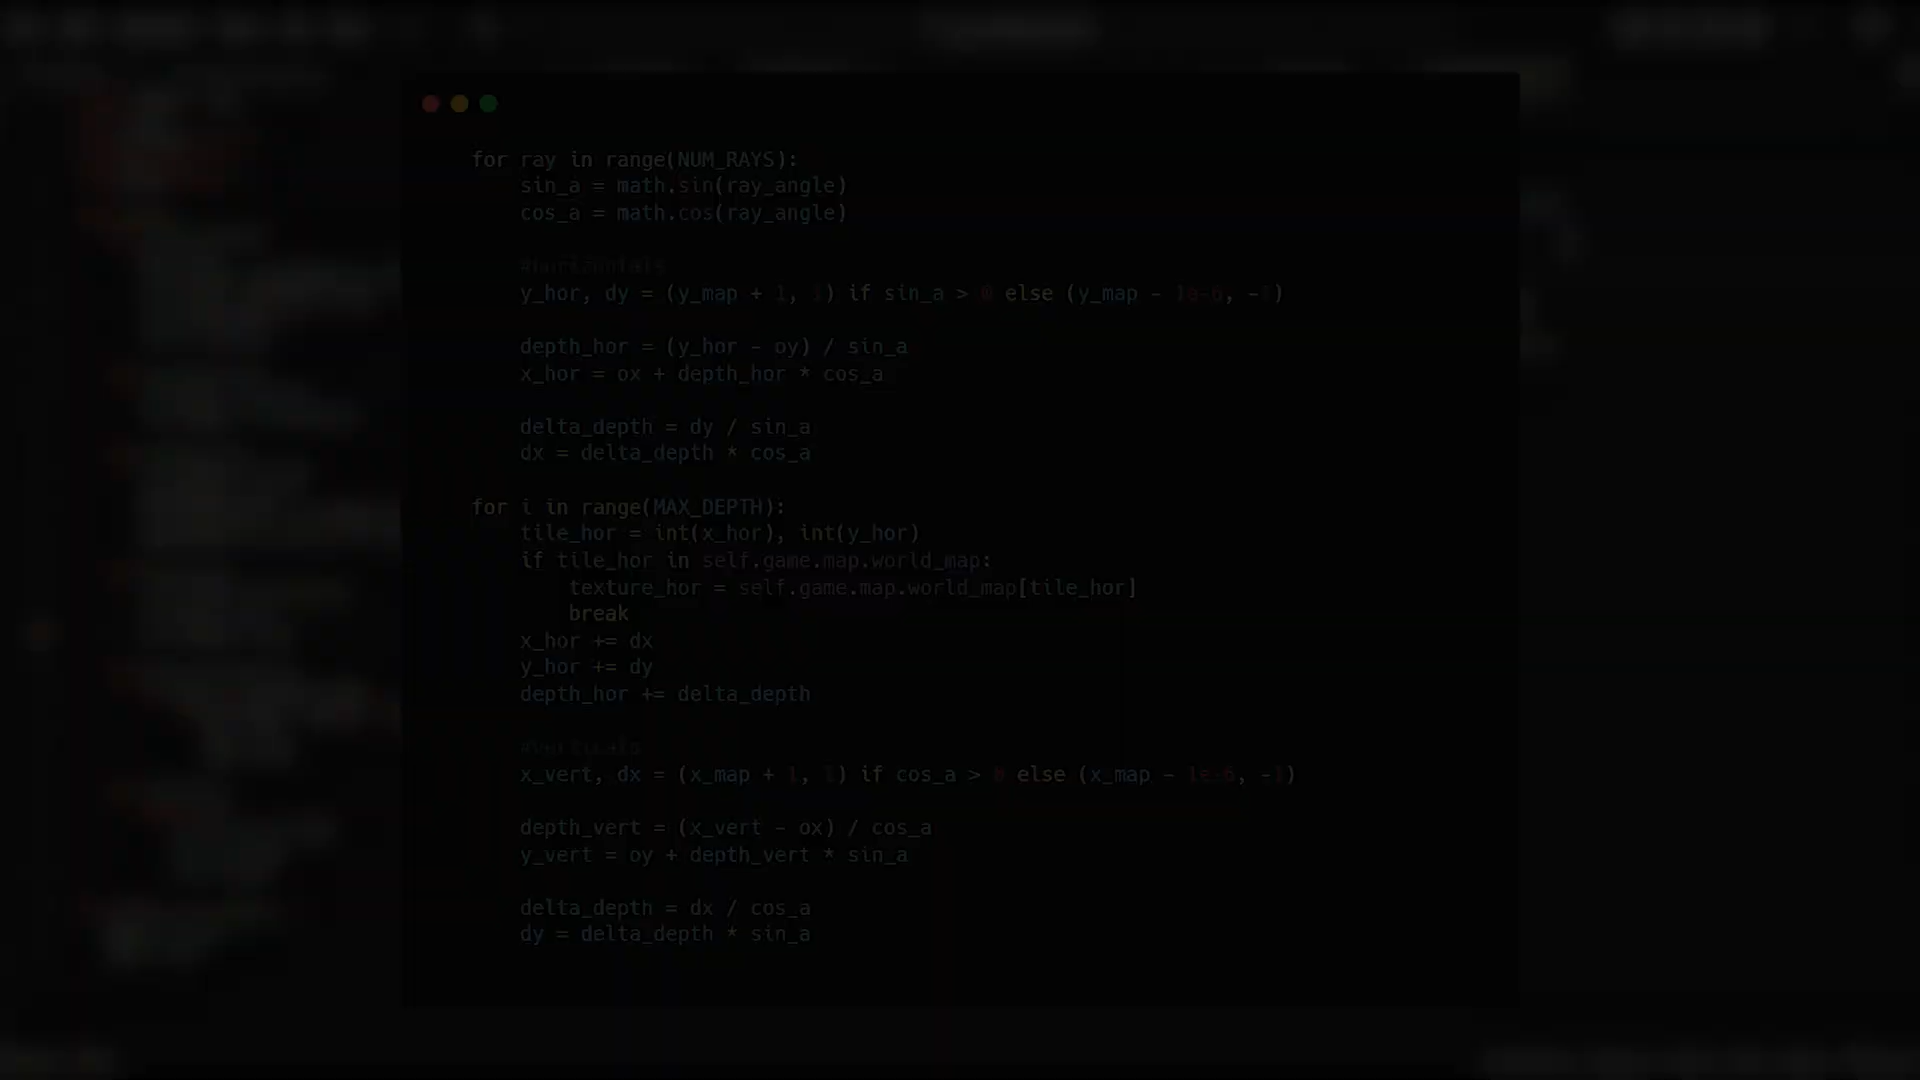 for ray in range(NUM_RAYS):
    sin_a = math.sin(ray_angle)
    cos_a = math.cos(ray_angle)
    #horizontals
    y_hor, dy = (y_map + 1, 1) if sin_a > 0 else (y_map - 1e-6, -1)
    depth_hor = (y_hor - oy) / sin_a
    x_hor = ox + depth_hor * cos_a
    delta_depth = dy / sin_a
    dx = delta_depth * cos_a
for i in range(MAX_DEPTH):
    tile_hor = int(x_hor), int(y_hor)
    if tile_hor in self.game.map.world_map:
        texture_hor = self.game.map.world_map[tile_hor]
        break
    x_hor += dx
    y_hor += dy
    depth_hor += delta_depth
    #verticals
    x_vert, dx = (x_map + 1, 1) if cos_a > 0 else (x_map - 1e-6, -1)
    depth_vert = (x_vert - ox) / cos_a
    y_vert = oy + depth_vert * sin_a
    delta_depth = dx / cos_a
    dy = delta_depth * sin_a